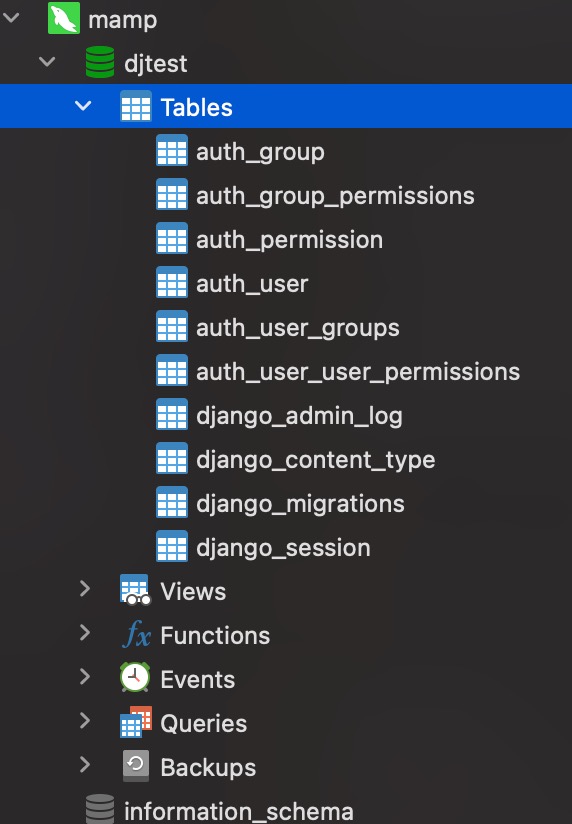 mamp
djtest
Tables
auth_group
auth_group_permissions
auth_permission
auth_user
auth_user_groups
auth_user_user_permissions
django_admin_log
django_content_type
django_migrations
django_session
Views
fx Functions
Events
Queries
Backups
information_schema